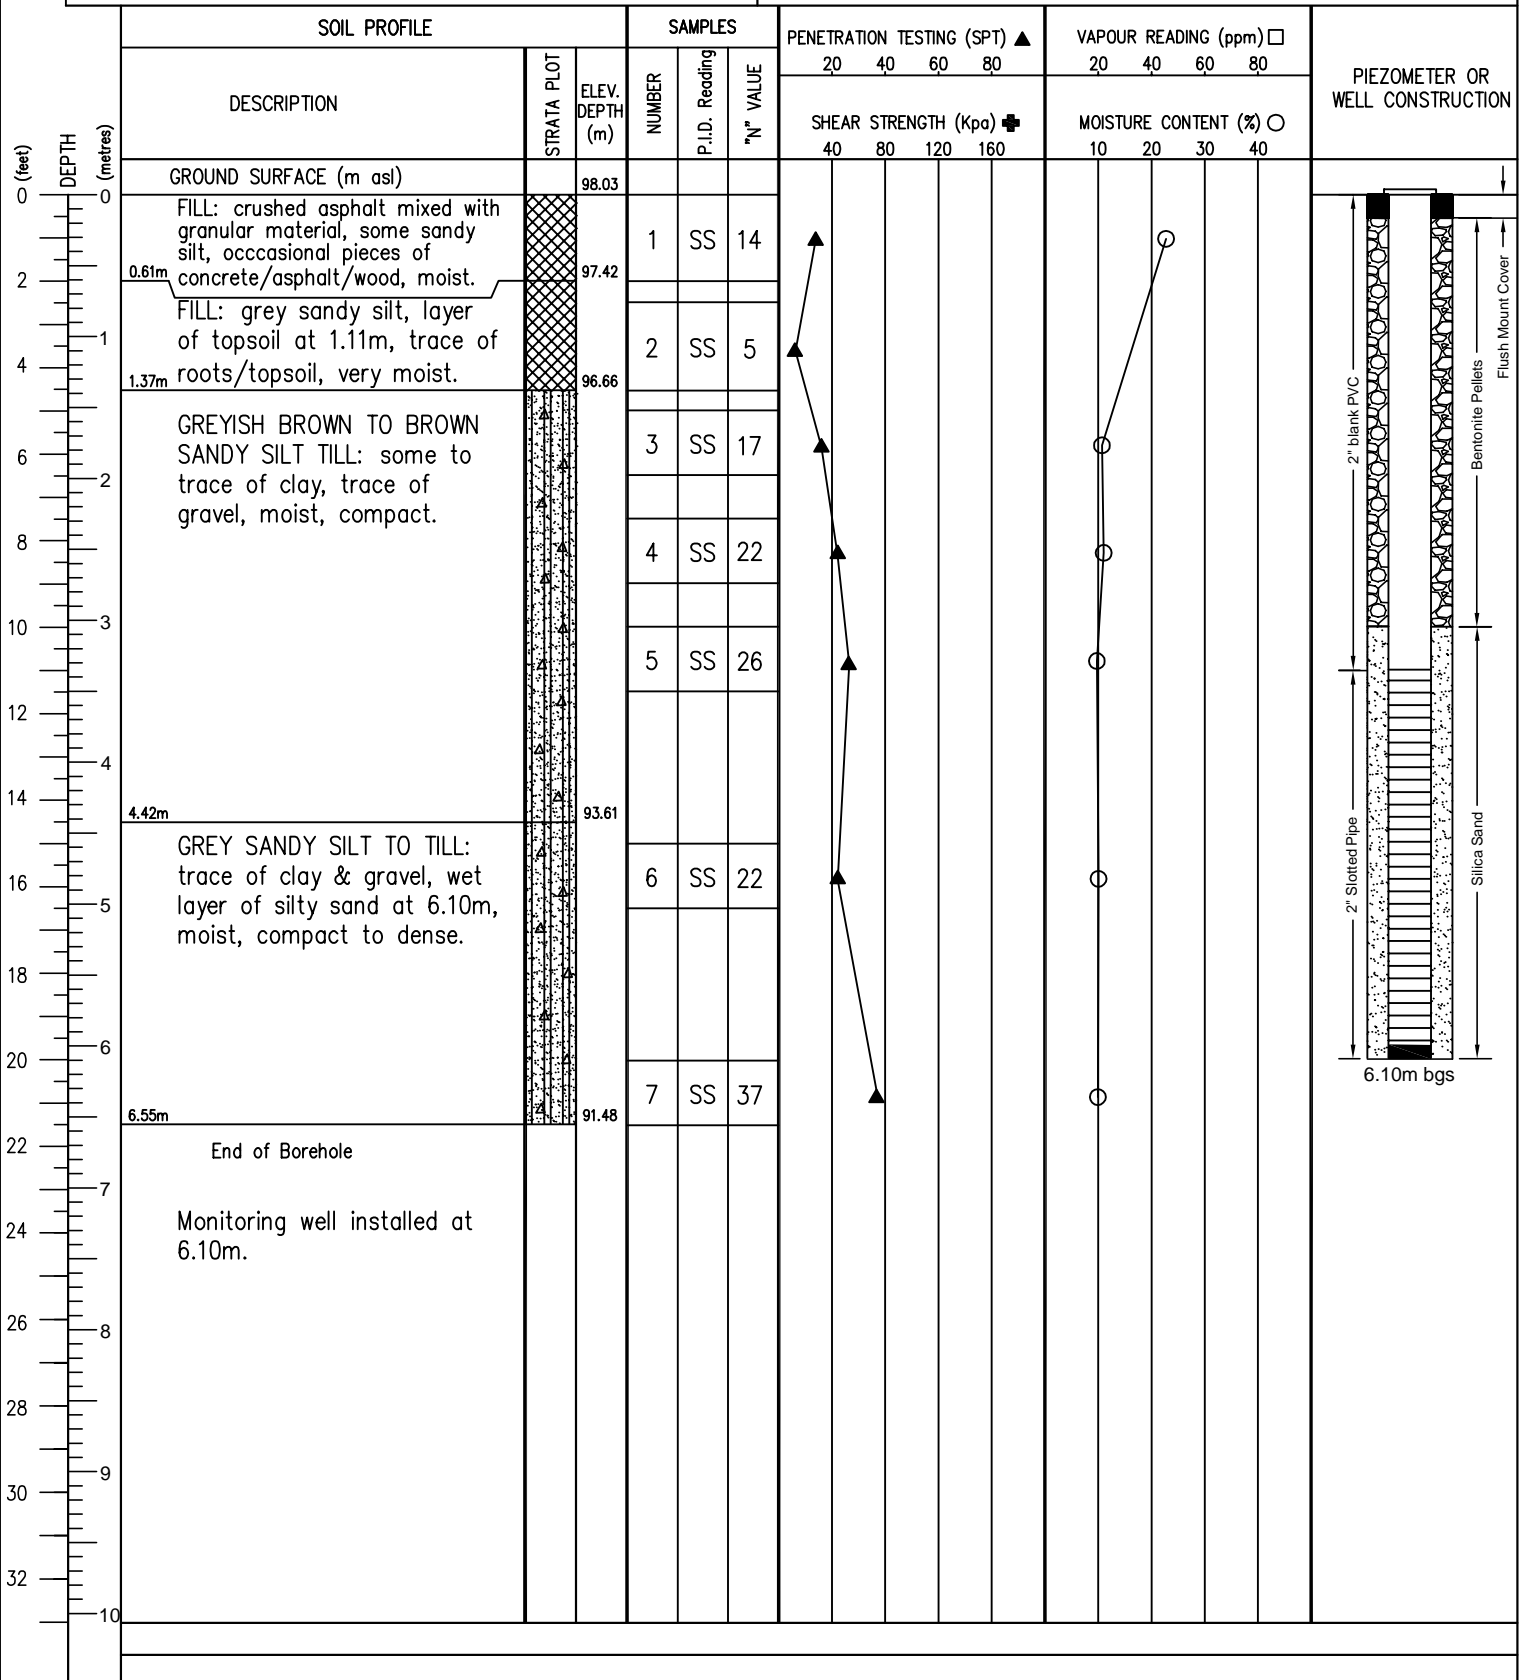 SOIL PROFILE
SAMPLES
PENETRATION TESTING (SPT)
20 40 60 80
SHEAR STRENGTH (Kpa)
40 80 120 160
VAPOUR READING (ppm)
20 40 60 80
MOISTURE CONTENT (%)
10 20 30 40
PIEZOMETER OR
WELL CONSTRUCTION
(feet)
DEPTH
(metres)
DESCRIPTION
STRATA PLOT
ELEV.
DEPTH
(m)
NUMBER
P.I.D. Reading
"N" VALUE
GROUND SURFACE (m asl)
98.03
FILL: crushed asphalt mixed with
granular material, some sandy
silt, occcasional pieces of
concrete/asphalt/wood, moist.
0.61m
97.42
FILL: grey sandy silt, layer
of topsoil at 1.11m, trace of
roots/topsoil, very moist.
1.37m
96.66
GREYISH BROWN TO BROWN
SANDY SILT TILL: some to
trace of clay, trace of
gravel, moist, compact.
4.42m
93.61
GREY SANDY SILT TO TILL:
trace of clay & gravel, wet
layer of silty sand at 6.10m,
moist, compact to dense.
6.55m
91.48
End of Borehole
Monitoring well installed at
6.10m.
1 SS 14
2 SS 5
3 SS 17
4 SS 22
5 SS 26
6 SS 22
7 SS 37
0
2
4
6
8
10
12
14
16
18
20
22
24
26
28
30
32
0
1
2
3
4
5
6
7
8
9
10
2" blank PVC
2" Slotted Pipe
Flush Mount Cover
Bentonite Pellets
Silica Sand
6.10m bgs